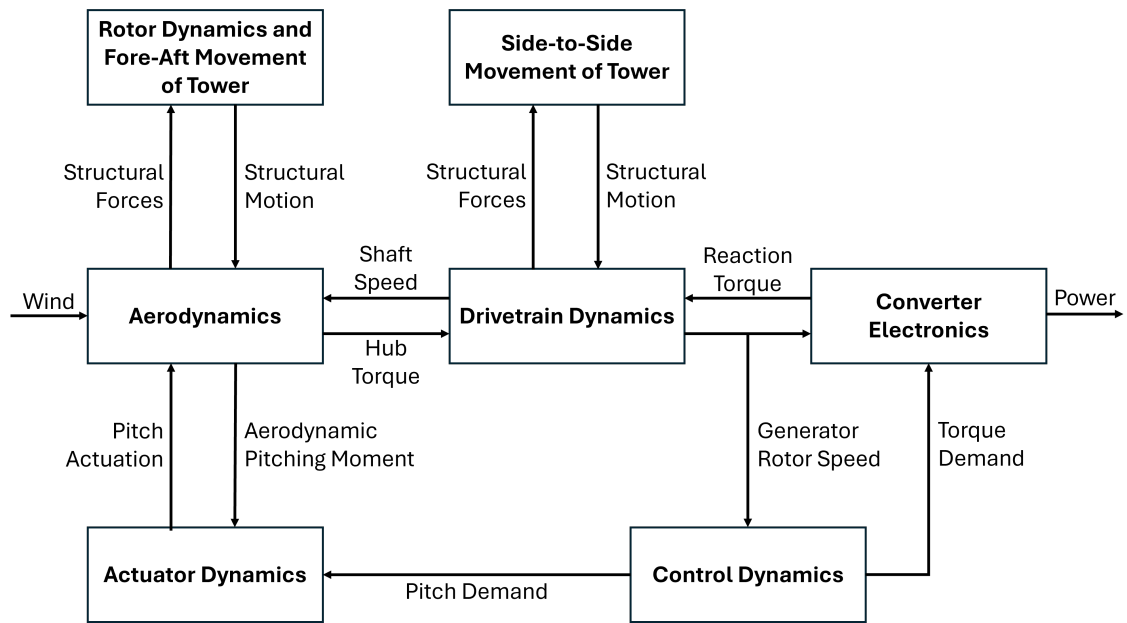 Rotor Dynamics and
Fore-Aft Movement
of Tower
Side-to-Side
Movement of Tower
Structural
Forces
Structural
Motion
Structural
Forces
Structural
Motion
Shaft
Speed
Reaction
Torque
Wind
Aerodynamics
Drivetrain Dynamics
Converter
Electronics
Power
Hub
Torque
Pitch
Actuation
Aerodynamic
Pitching Moment
Generator
Rotor Speed
Torque
Demand
Actuator Dynamics
Pitch Demand
Control Dynamics